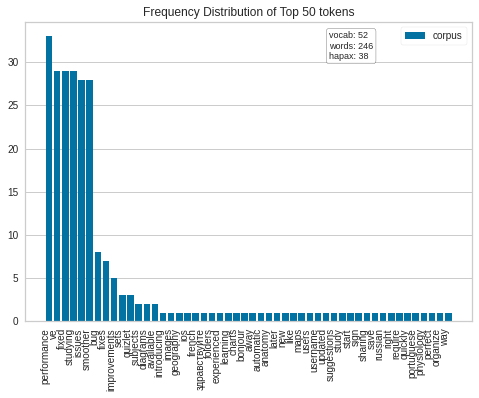 Frequency Distribution of Top 50 tokens
vocab: 52
words: 246
hapax: 38
corpus
30
25
20
15
10
5
0
performance
ve
fixed
studying
issues
smoother
bug
fixes
improvements
sets
quizlet
subjects
diagrams
available
introducing
images
geography
ios
french
здравствуйте
folders
experienced
learning
charts
bonjour
away
automatic
anatomy
later
new
like
maps
users
username
updated
suggestions
study
start
sign
sharing
save
russian
right
require
quickly
portuguese
physiology
perfect
organize
way